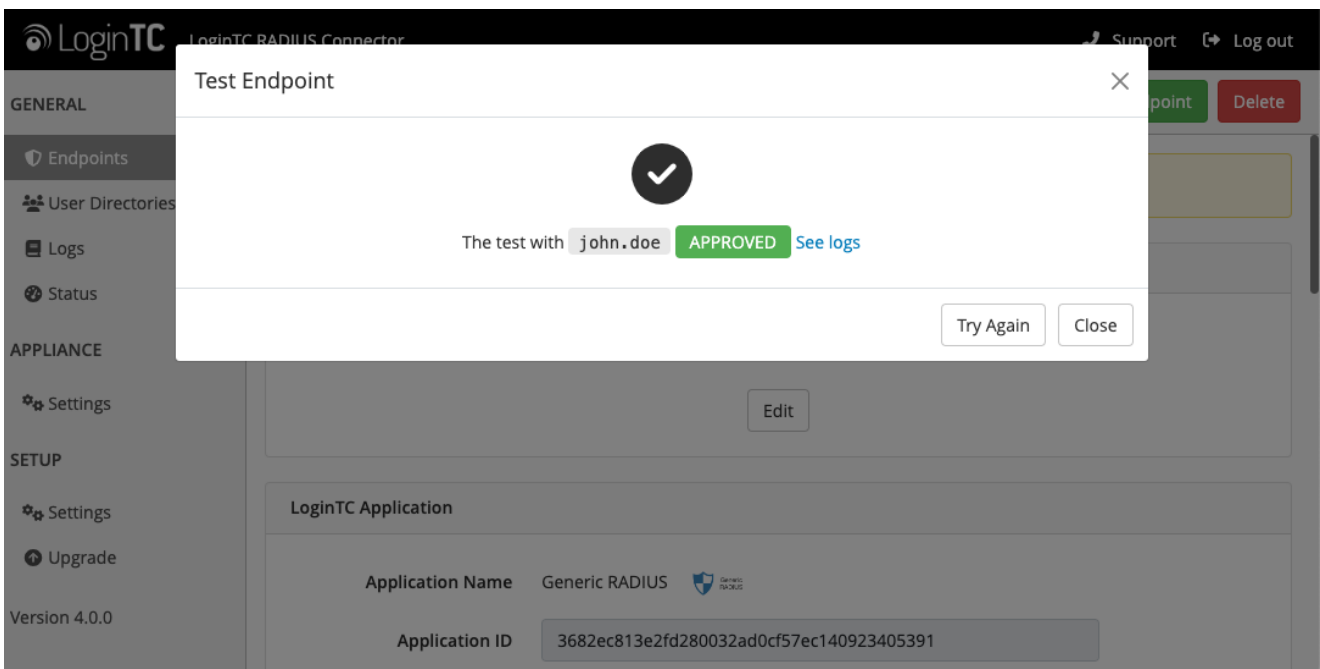 LoginTC LoginTC RADIUS Connector Support Log out
Test Endpoint
GENERAL
point Delete
Endpoints
User Directories
The test with john.doe APPROVED See logs
Logs
Status
Try Again Close
APPLIANCE
Settings
Edit
SETUP
Settings
LoginTC Application
Upgrade
Application Name Generic RADIUS Generic RADIUS
Version 4.0.0
Application ID 3682ec813e2fd280032ad0cf57ec140923405391